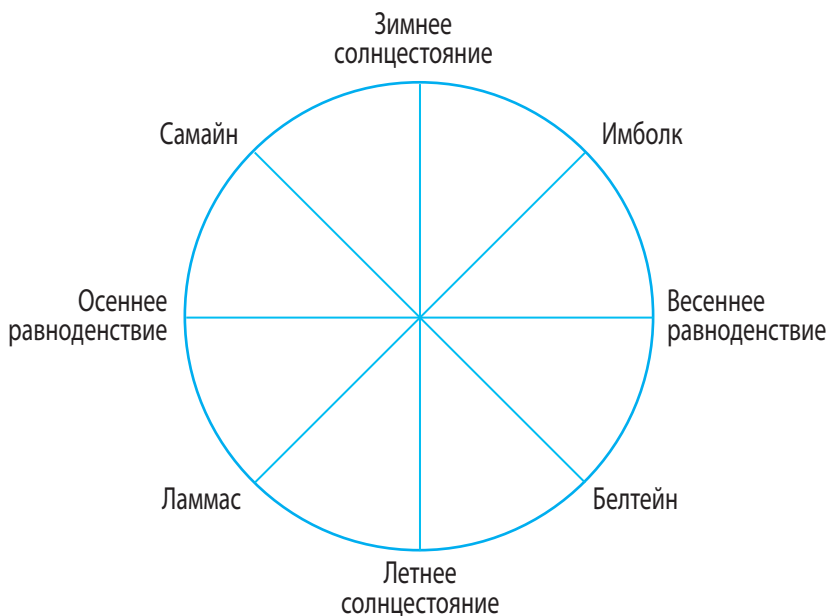 Зимнее
солнцестояние
Самайн
Имболк
Осеннее
равноденствие
Весеннее
равноденствие
Ламмас
Белтейн
Летнее
солнцестояние